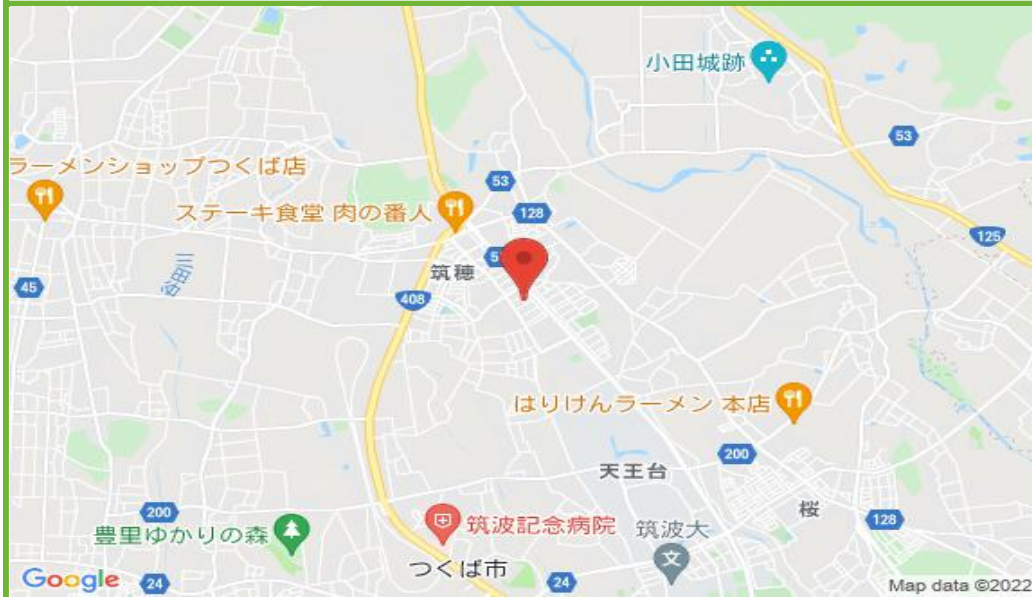 小田城跡
53
ラーメンショップつくば店
53
ステーキ食堂 肉の番人
128
125
筑穂
三田幼
45
408
はりけんラーメン 本店
200
天王台
200
桜
128
豊里ゆかりの森
筑波記念病院
筑波大
文
つくば市
Google
24
24
Map data ©2022